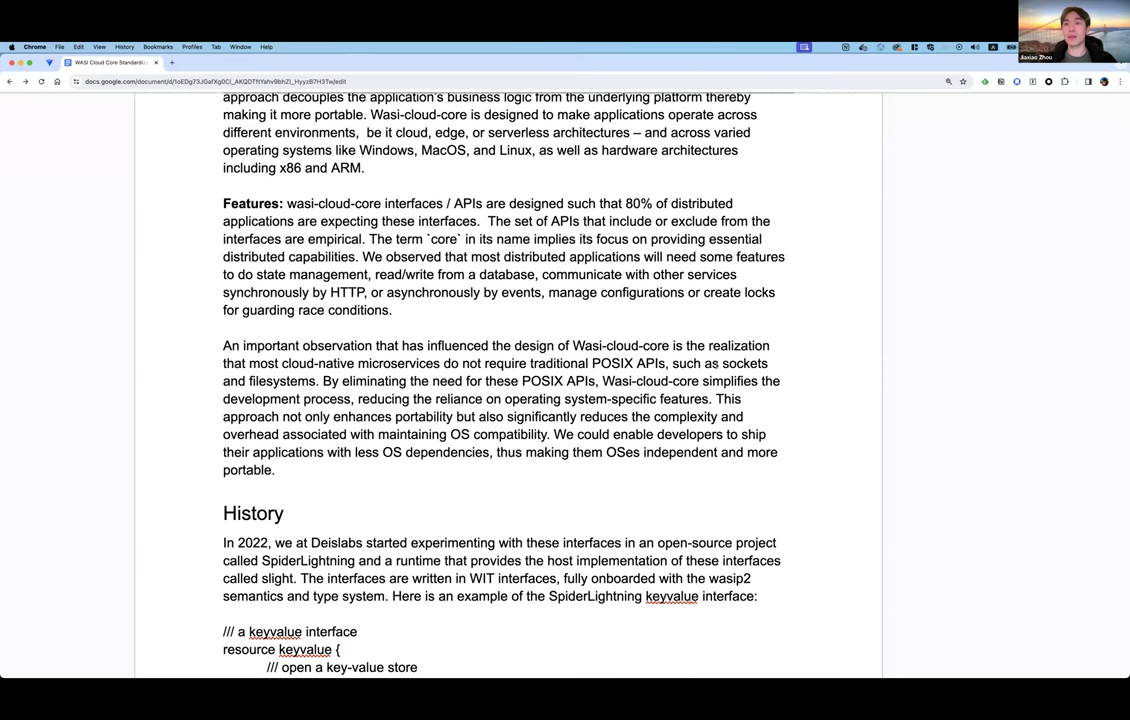 Chrome File Edit View History Bookmarks Profiles Tab Window Help
WASI Cloud Core Standardiz
docs.google.com/document/d/
approach decouples the application's business logic from the underlying platform thereby
making it more portable. Wasi-cloud-core is designed to make applications operate across
different environments, be it cloud, edge, or serverless architectures – and across varied
operating systems like Windows, MacOS, and Linux, as well as hardware architectures
including x86 and ARM.
Features: wasi-cloud-core interfaces / APIs are designed such that 80% of distributed
applications are expecting these interfaces. The set of APIs that include or exclude from the
interfaces are empirical. The term `core` in its name implies its focus on providing essential
distributed capabilities. We observed that most distributed applications will need some features
to do state management, read/write from a database, communicate with other services
synchronously by HTTP, or asynchronously by events, manage configurations or create locks
for guarding race conditions.
An important observation that has influenced the design of Wasi-cloud-core is the realization
that most cloud-native microservices do not require traditional POSIX APIs, such as sockets
and filesystems. By eliminating the need for these POSIX APIs, Wasi-cloud-core simplifies the
development process, reducing the reliance on operating system-specific features. This
approach not only enhances portability but also significantly reduces the complexity and
overhead associated with maintaining OS compatibility. We could enable developers to ship
their applications with less OS dependencies, thus making them OSes independent and more
portable.
History
In 2022, we at Deislabs started experimenting with these interfaces in an open-source project
called SpiderLightning and a runtime that provides the host implementation of these interfaces
called slight. The interfaces are written in WIT interfaces, fully onboarded with the wasip2
semantics and type system. Here is an example of the SpiderLightning keyvalue interface:
/// a keyvalue interface
resource keyvalue {
/// open a key-value store
Jiaxiao Zhou